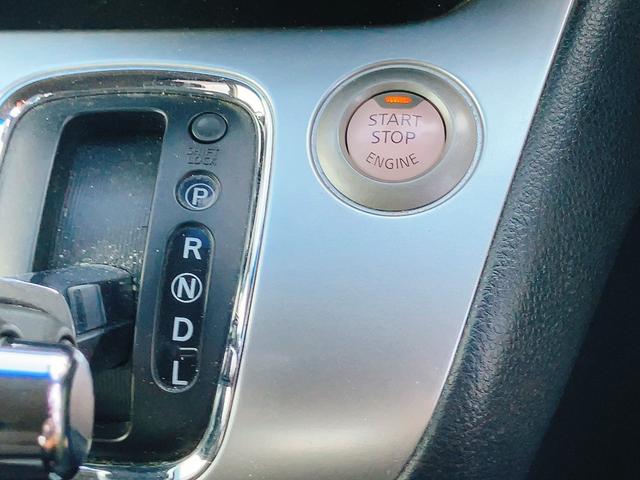 SHIFT
LOCK
P
R
N
D
L
START
STOP
ENGINE